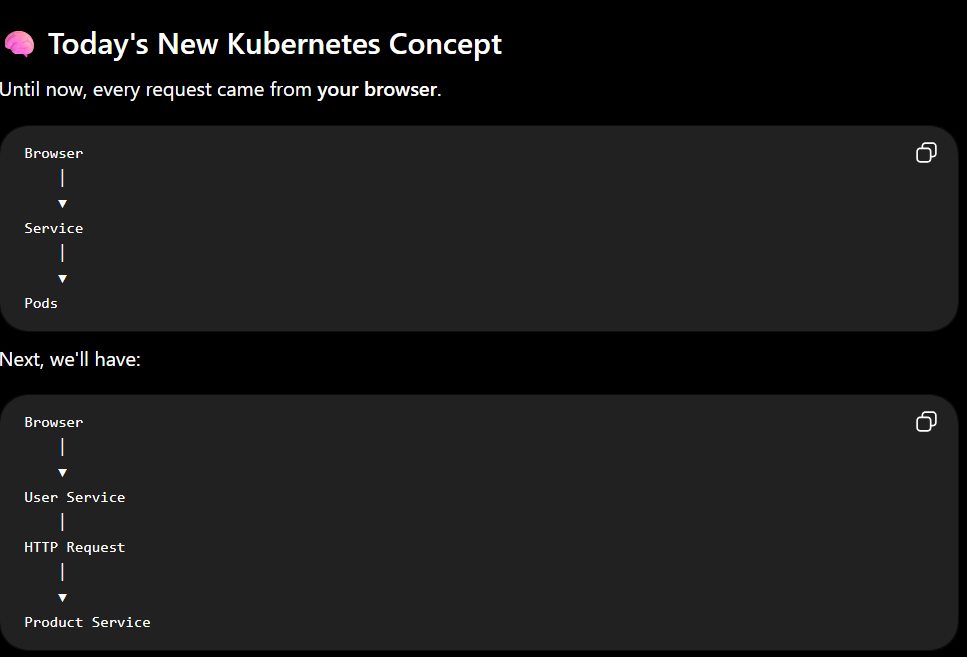 🧠 Today's New Kubernetes Concept
Until now, every request came from your browser.
Browser
│
▼
Service
│
▼
Pods
Next, we'll have:
Browser
│
▼
User Service
│
HTTP Request
│
▼
Product Service